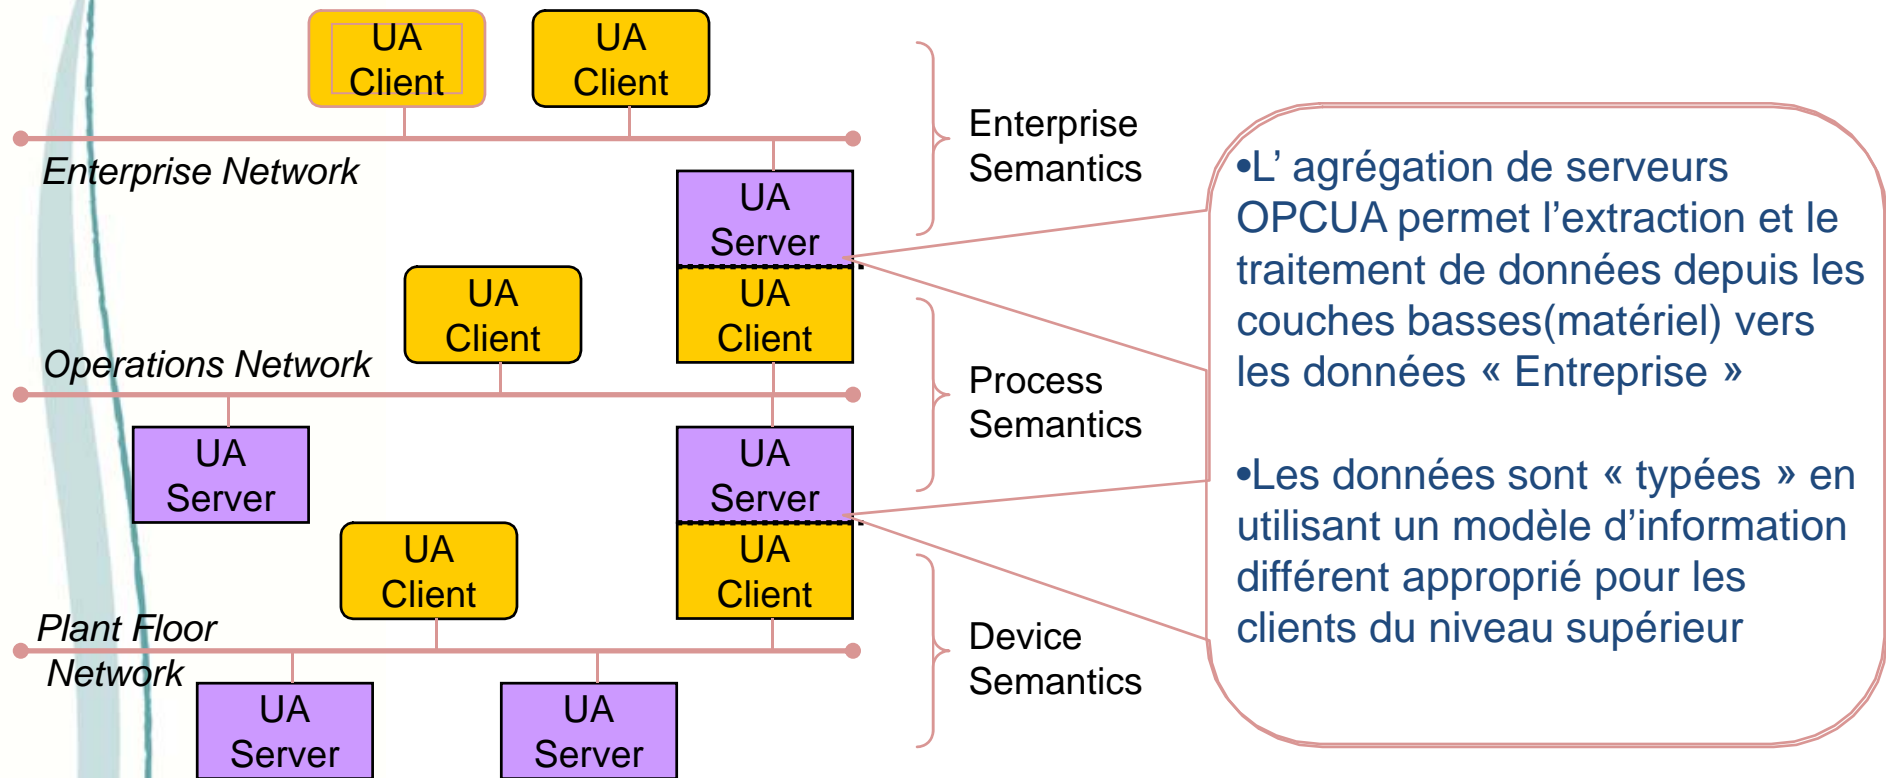 UA
Client
UA
Client
Enterprise Network
UA
Server
UA
Client
UA
Client
Operations Network
UA
Server
UA
Server
UA
Client
UA
Client
Plant Floor
Network
UA
Server
UA
Server
Enterprise
Semantics
Process
Semantics
Device
Semantics
•L’ agrégation de serveurs
OPCUA permet l’extraction et le
traitement de données depuis les
couches basses(matériel) vers
les données « Entreprise »
•Les données sont « typées » en
utilisant un modèle d’information
différent approprié pour les
clients du niveau supérieur